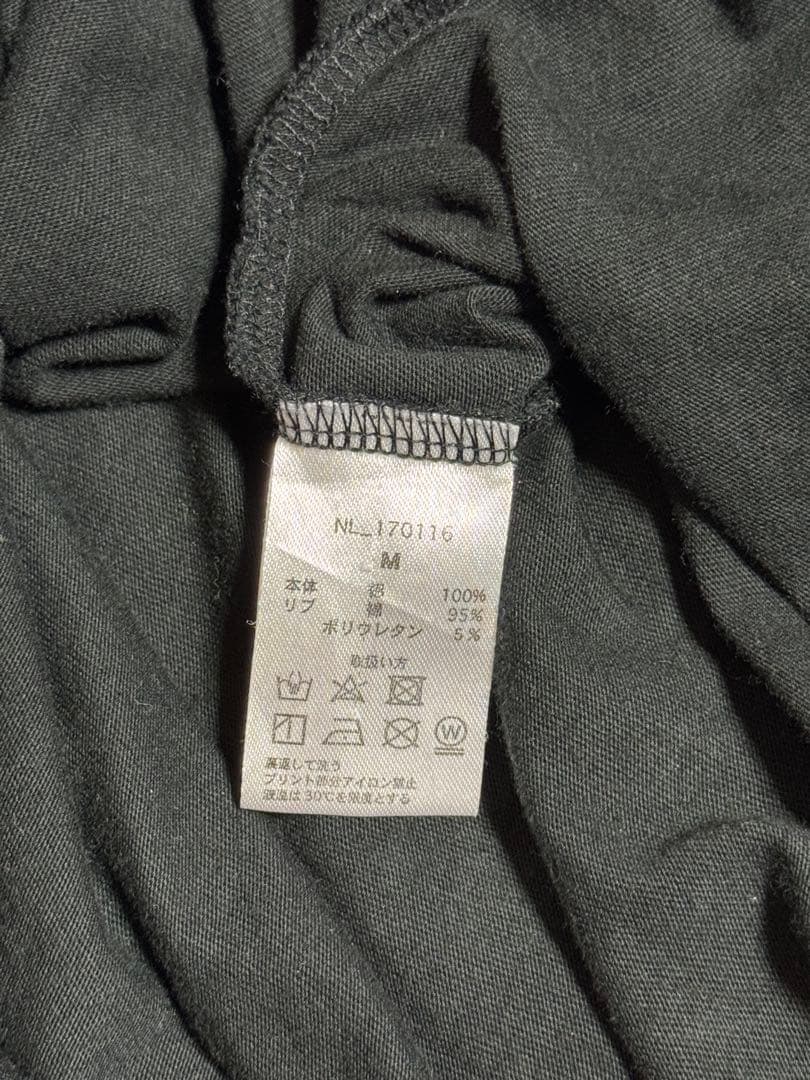 NL_170116
M
本体 綿 100%
リブ 綿 95%
ポリウレタン 5%
取扱い方
W
裏返して洗う
プリント部分アイロン禁止
液温は30℃を限度とする